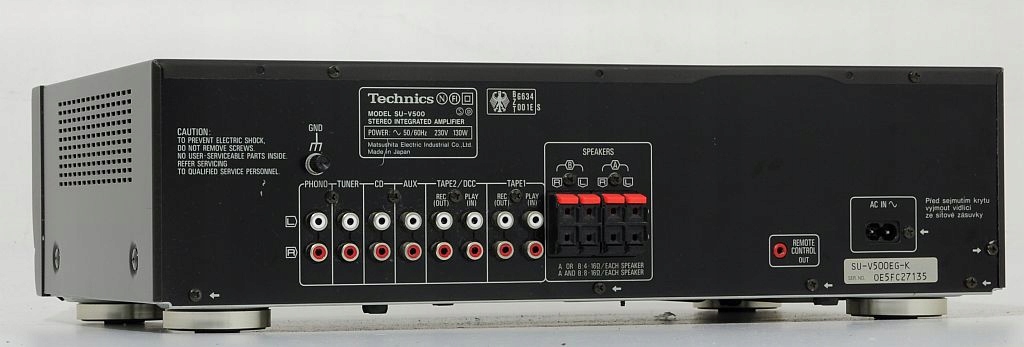 Technics N FI
S D
MODEL SU-V500
STEREO INTEGRATED AMPLIFIER
POWER: ~ 50/60Hz 230V 130W
Matsushita Electric Industrial Co.,Ltd.
Made in Japan
B G634
Z T001E S
T
CAUTION:
TO PREVENT ELECTRIC SHOCK,
DO NOT REMOVE SCREWS.
NO USER-SERVICEABLE PARTS INSIDE.
REFER SERVICING
TO QUALIFIED SERVICE PERSONNEL.
GND
PHONO TUNER CD AUX TAPE2/DCC TAPE1
REC (OUT) PLAY (IN) REC (OUT) PLAY (IN)
L
R
SPEAKERS
B A
R L R L
A OR B:4-16Ω/EACH SPEAKER
A AND B:8-16Ω/EACH SPEAKER
REMOTE
CONTROL
OUT
AC IN ~
Před sejmutím krytu
vyjmout vidlici
ze síťové zásuvky
SU-V500EG-K
SER. NO. OE5FC27135